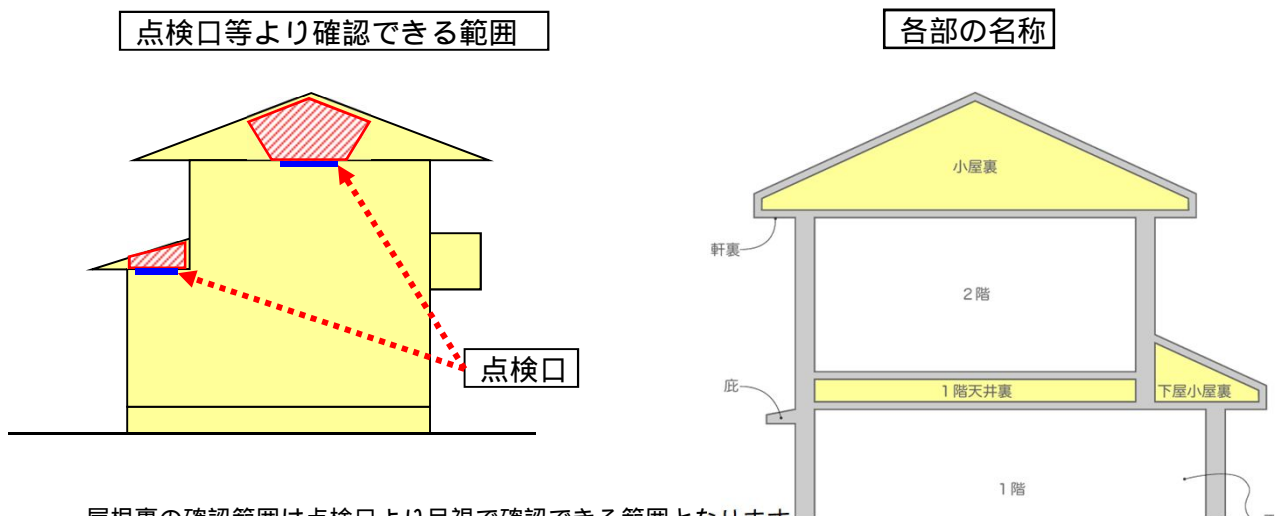 点検口等より確認できる範囲
点検口
各部の名称
小屋裏
軒裏
2階
庇
1階天井裏
下屋小屋裏
1階